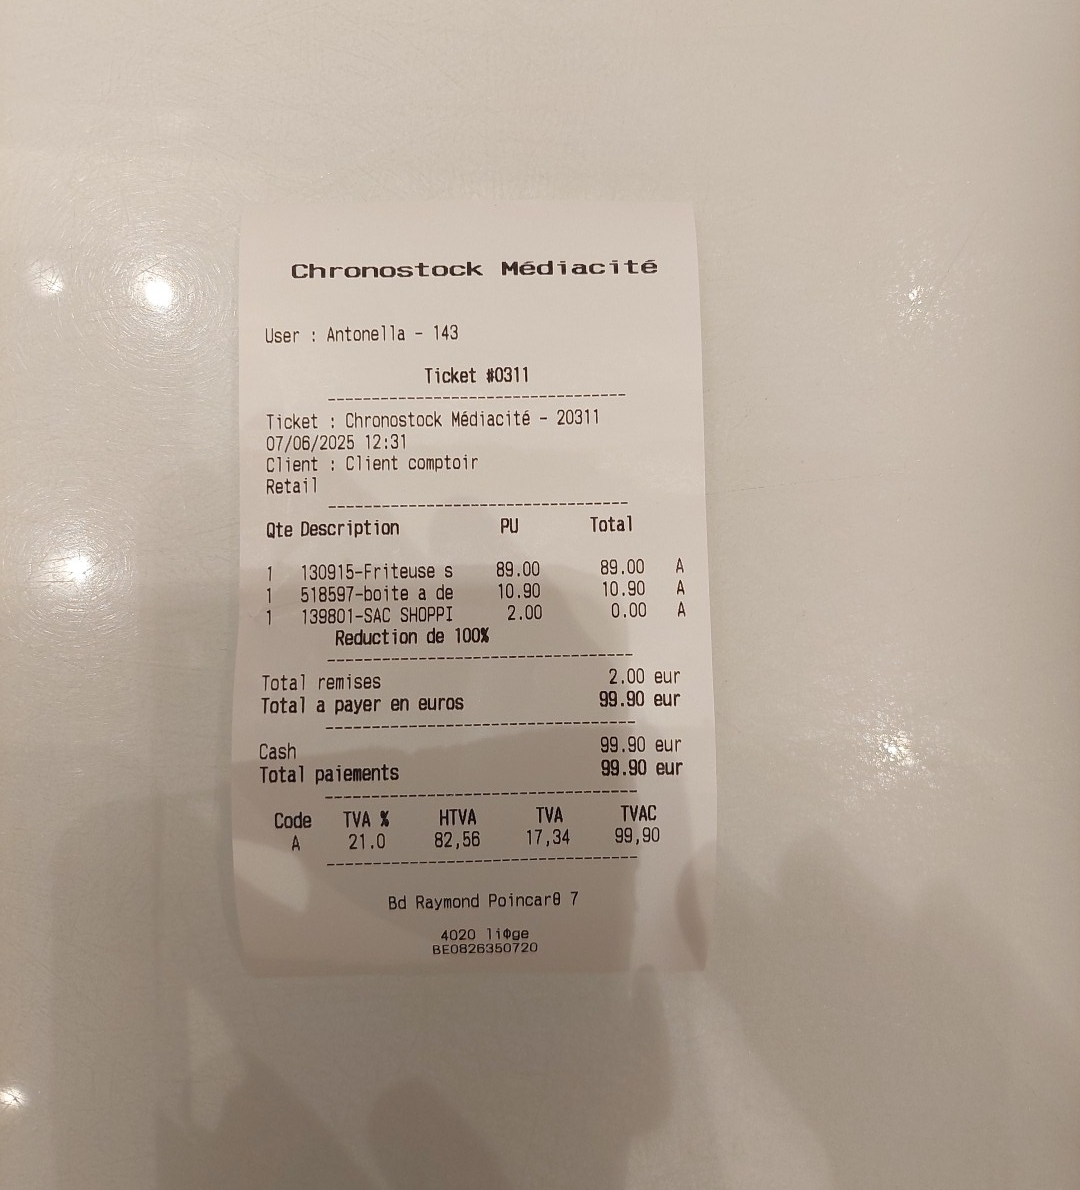 Chronostock Médiacité
User : Antonella - 143
Ticket #0311
--------------------------------
Ticket : Chronostock Médiacité - 20311
07/06/2025 12:31
Client : Client comptoir
Retail
--------------------------------
Qte Description PU Total
1 130915-Friteuse s 89.00 89.00 A
1 518597-boite a de 10.90 10.90 A
1 139801-SAC SHOPPI 2.00 0.00 A
Reduction de 100%
--------------------------------
Total remises 2.00 eur
Total a payer en euros 99.90 eur
--------------------------------
Cash 99.90 eur
Total paiements 99.90 eur
--------------------------------
Code TVA % HTVA TVA TVAC
A 21.0 82,56 17,34 99,90
--------------------------------
Bd Raymond Poincarθ 7
4020 liΦge
BE0826350720